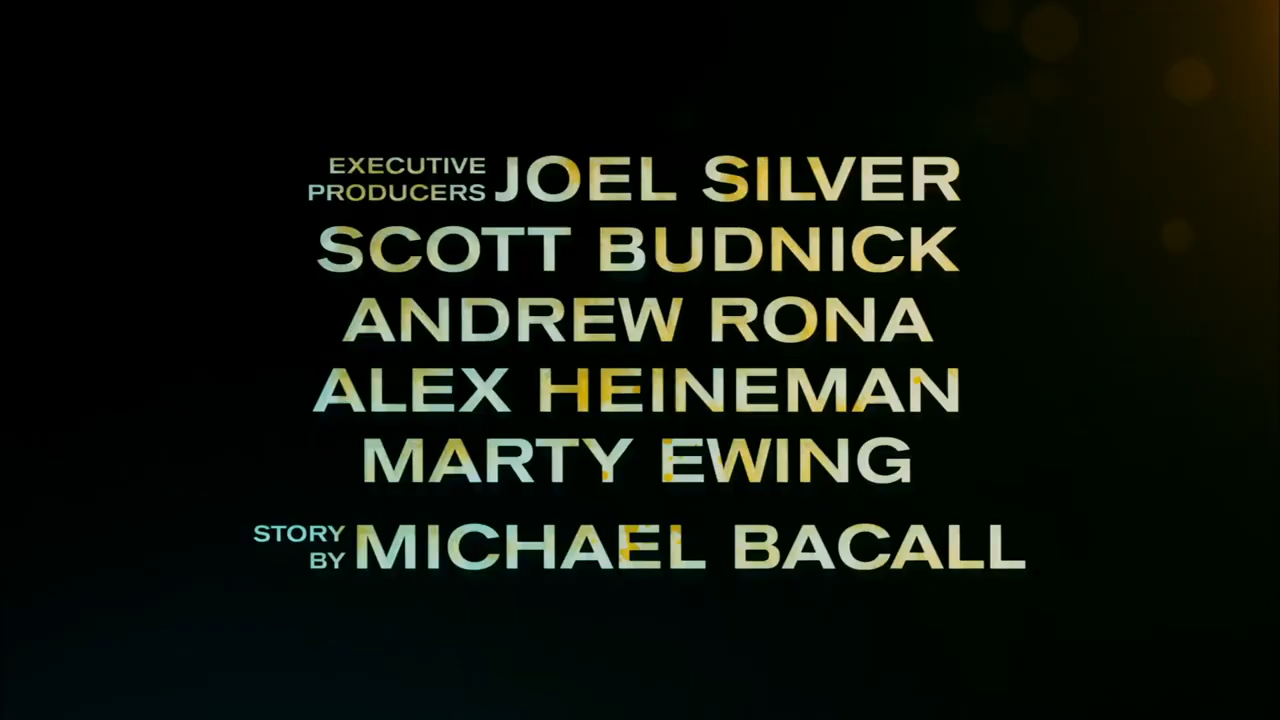 EXECUTIVE PRODUCERS JOEL SILVER
SCOTT BUDNICK
ANDREW RONA
ALEX HEINEMAN
MARTY EWING
STORY BY MICHAEL BACALL